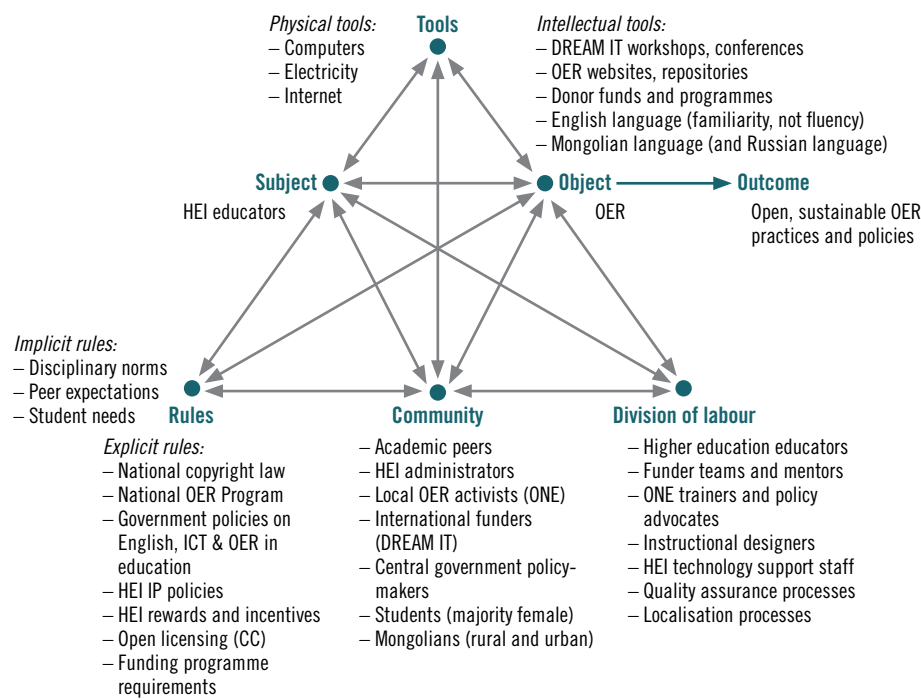 Physical tools:
– Computers
– Electricity
– Internet
Tools
Intellectual tools:
– DREAM IT workshops, conferences
– OER websites, repositories
– Donor funds and programmes
– English language (familiarity, not fluency)
– Mongolian language (and Russian language)
Subject
HEI educators
Object
OER
Outcome
Open, sustainable OER
practices and policies
Implicit rules:
– Disciplinary norms
– Peer expectations
– Student needs
Rules
Explicit rules:
– National copyright law
– National OER Program
– Government policies on
English, ICT & OER in
education
– HEI IP policies
– HEI rewards and incentives
– Open licensing (CC)
– Funding programme
requirements
Community
– Academic peers
– HEI administrators
– Local OER activists (ONE)
– International funders
(DREAM IT)
– Central government policy-
makers
– Students (majority female)
– Mongolians (rural and urban)
Division of labour
– Higher education educators
– Funder teams and mentors
– ONE trainers and policy
advocates
– Instructional designers
– HEI technology support staff
– Quality assurance processes
– Localisation processes